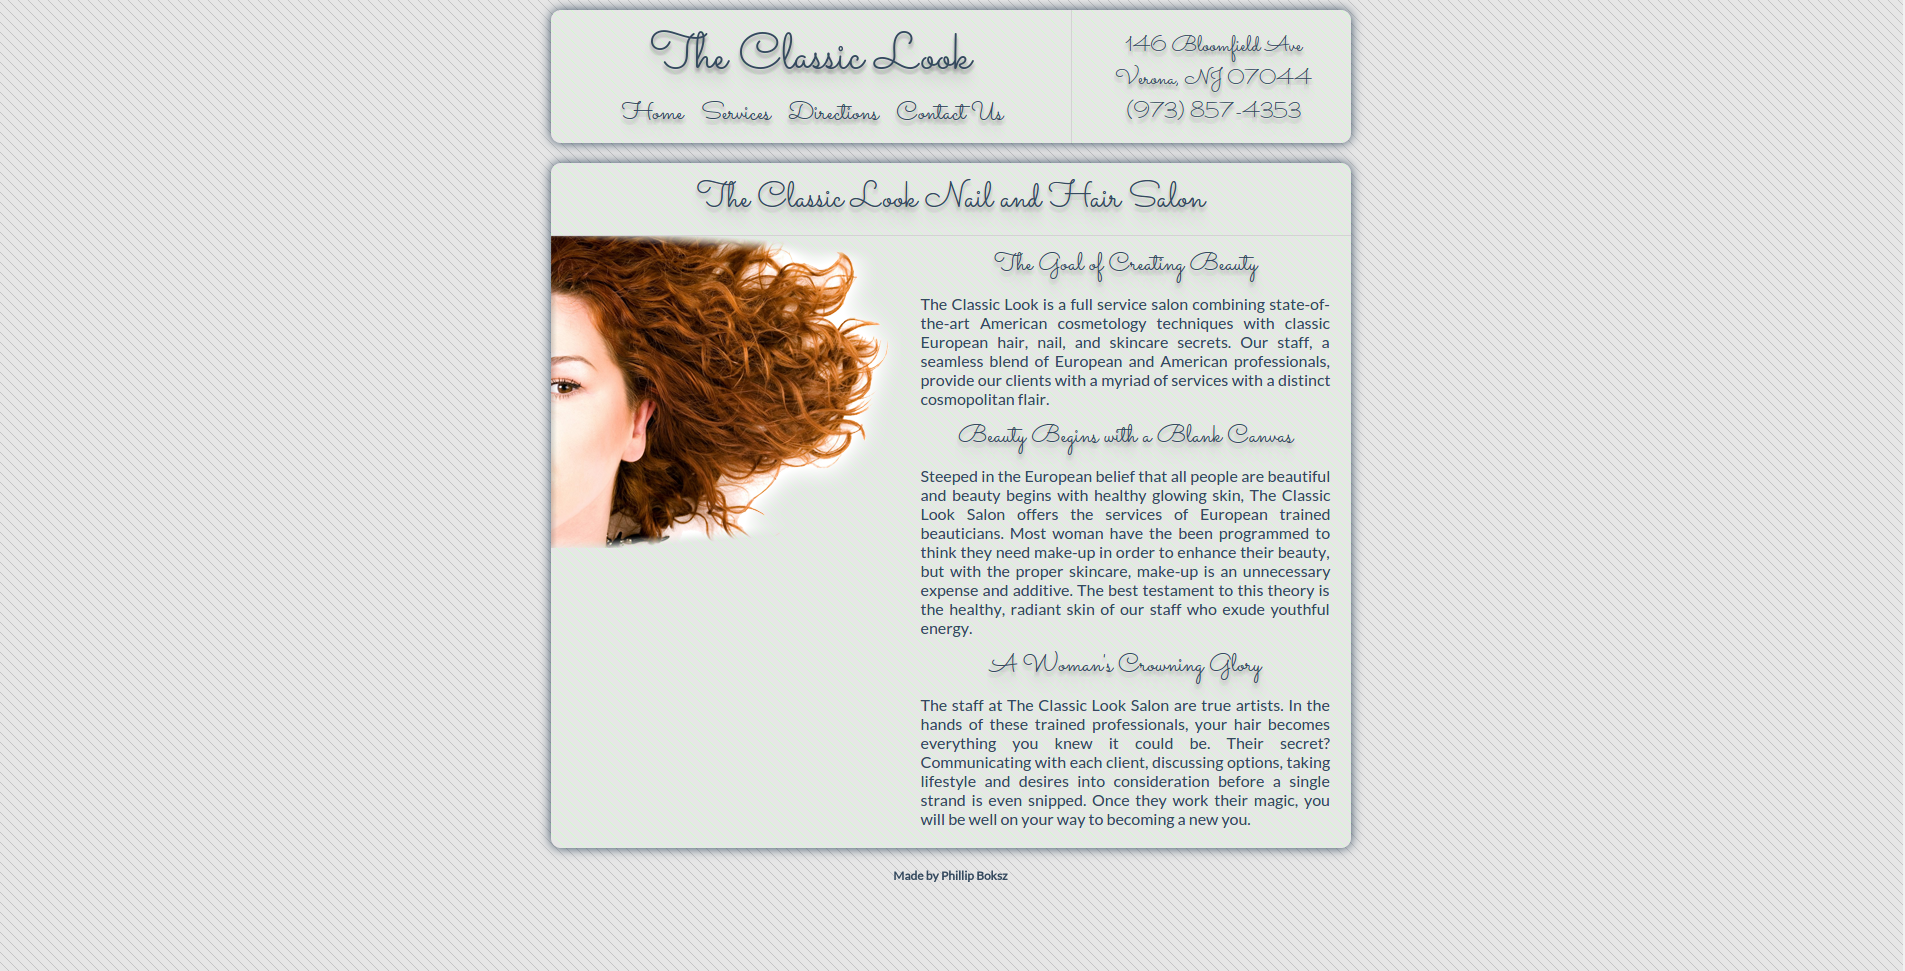 The Classic Look
Home Services Directions Contact Us
146 Bloomfield Ave
Verona, NJ 07044
(973) 857-4353
The Classic Look Nail and Hair Salon
The Goal of Creating Beauty
The Classic Look is a full service salon combining state-of-
the-art American cosmetology techniques with classic
European hair, nail, and skincare secrets. Our staff, a
seamless blend of European and American professionals,
provide our clients with a myriad of services with a distinct
cosmopolitan flair.
Beauty Begins with a Blank Canvas
Steeped in the European belief that all people are beautiful
and beauty begins with healthy glowing skin, The Classic
Look Salon offers the services of European trained
beauticians. Most woman have the been programmed to
think they need make-up in order to enhance their beauty,
but with the proper skincare, make-up is an unnecessary
expense and additive. The best testament to this theory is
the healthy, radiant skin of our staff who exude youthful
energy.
A Woman's Crowning Glory
The staff at The Classic Look Salon are true artists. In the
hands of these trained professionals, your hair becomes
everything you knew it could be. Their secret?
Communicating with each client, discussing options, taking
lifestyle and desires into consideration before a single
strand is even snipped. Once they work their magic, you
will be well on your way to becoming a new you.
Made by Phillip Boksz